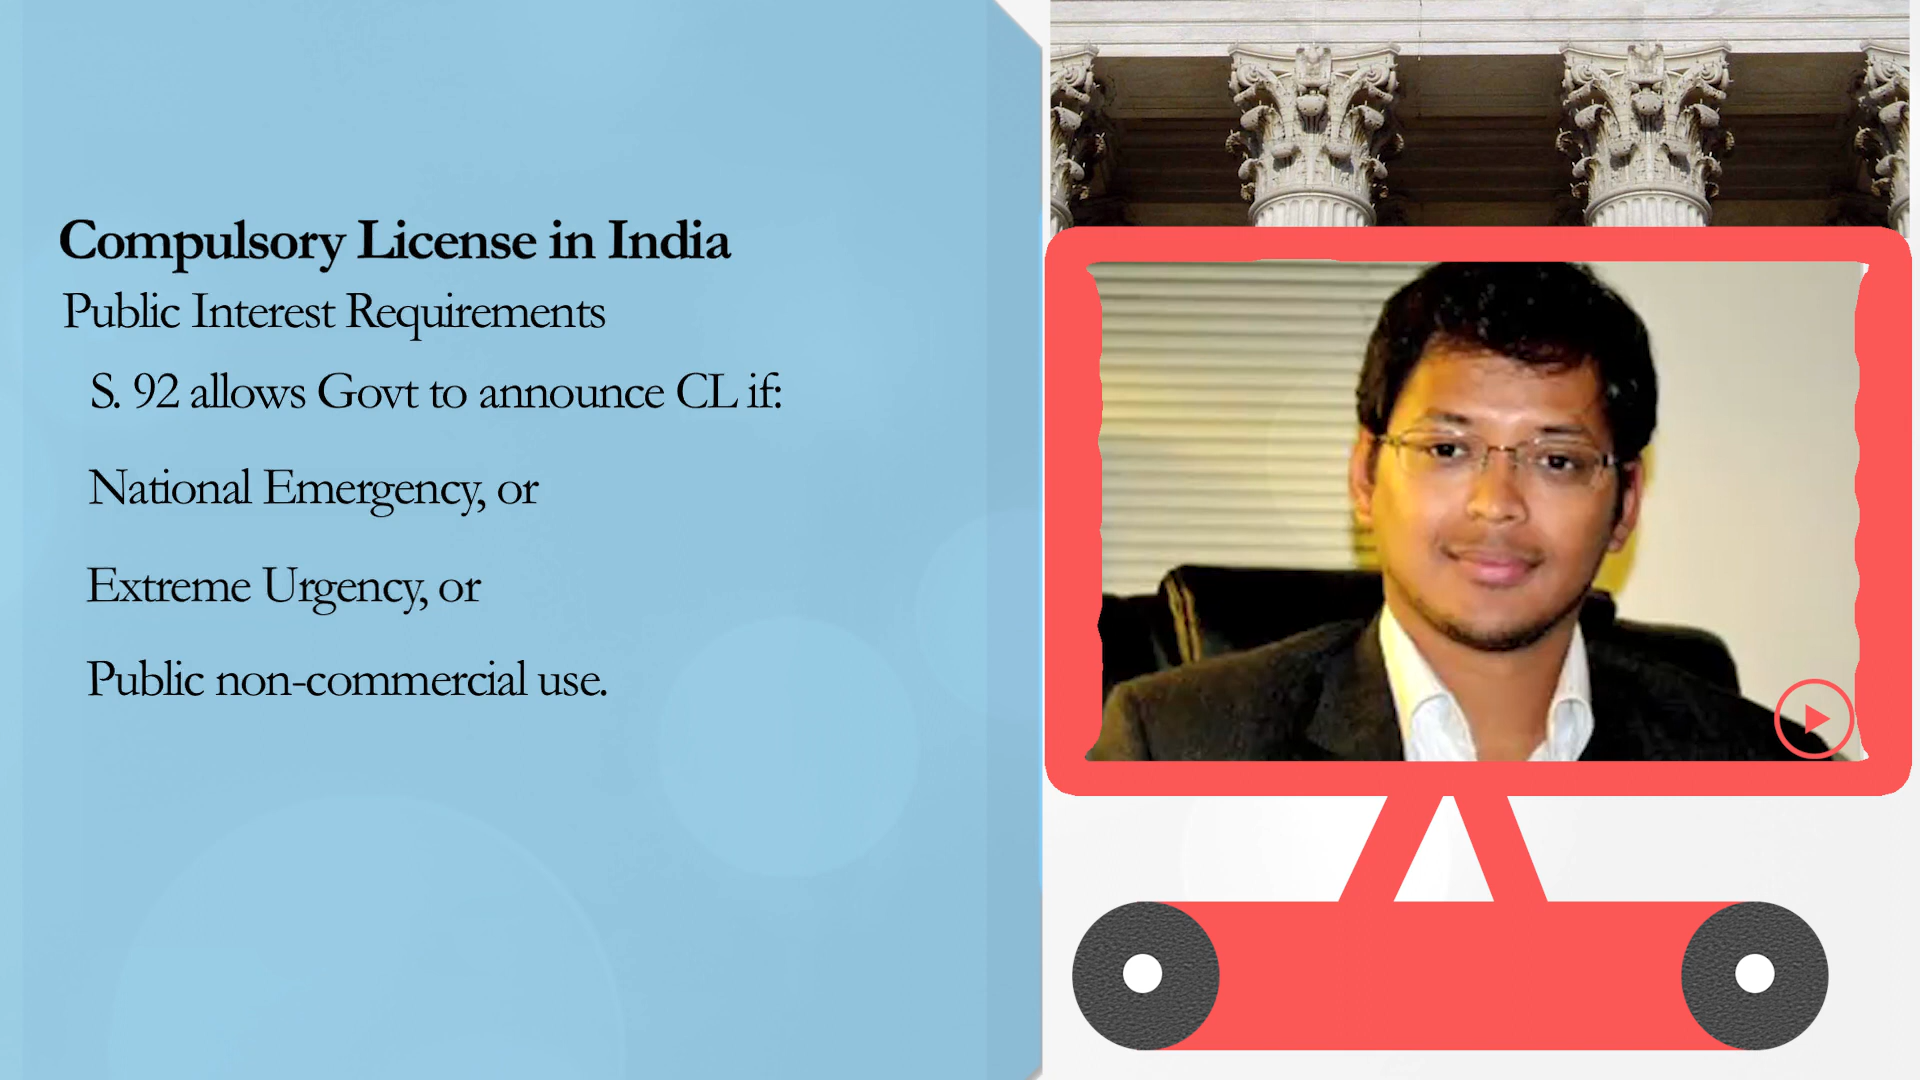 Compulsory License in India
Public Interest Requirements
S. 92 allows Govt to announce CL if:
National Emergency, or
Extreme Urgency, or
Public non-commercial use.